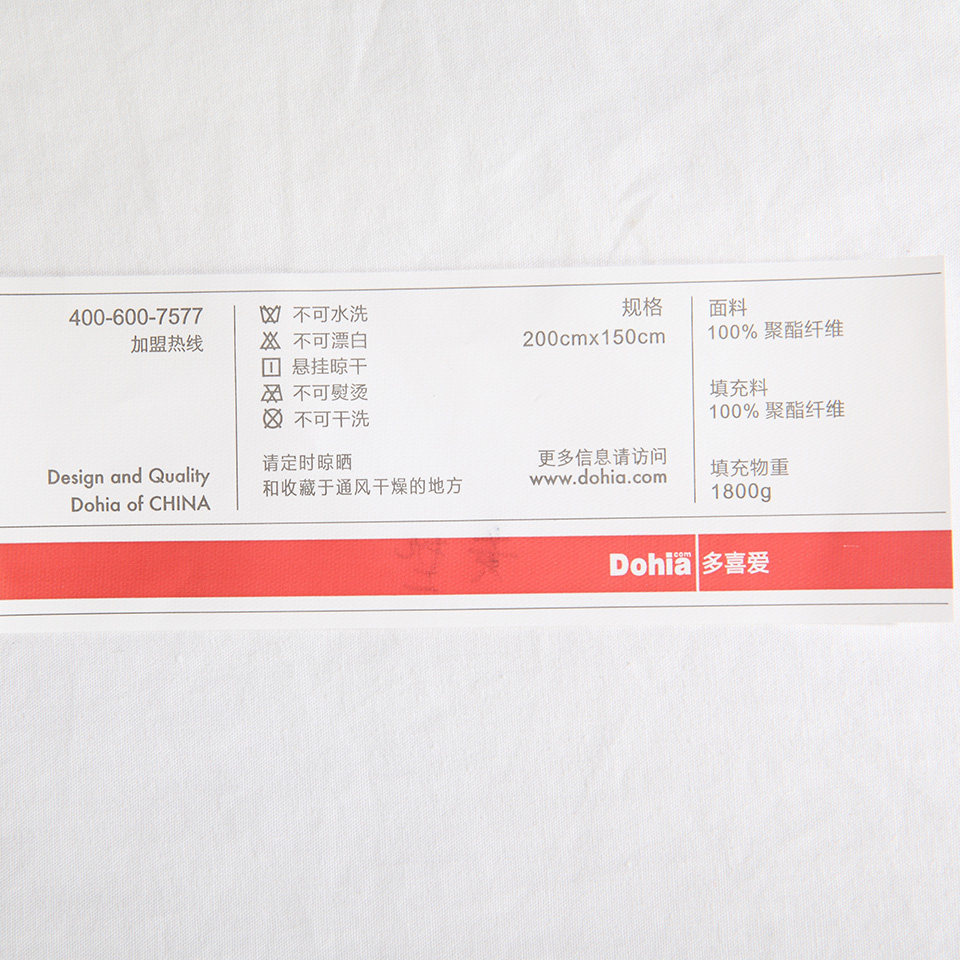 400-600-7577
加盟热线
Design and Quality
Dohia of CHINA
不可水洗
不可漂白
悬挂晾干
不可熨烫
不可干洗
请定时晾晒
和收藏于通风干燥的地方
规格
200cmx150cm
更多信息请访问
www.dohia.com
面料
100% 聚酯纤维
填充料
100% 聚酯纤维
填充物重
1800g
Dohia.com 多喜爱